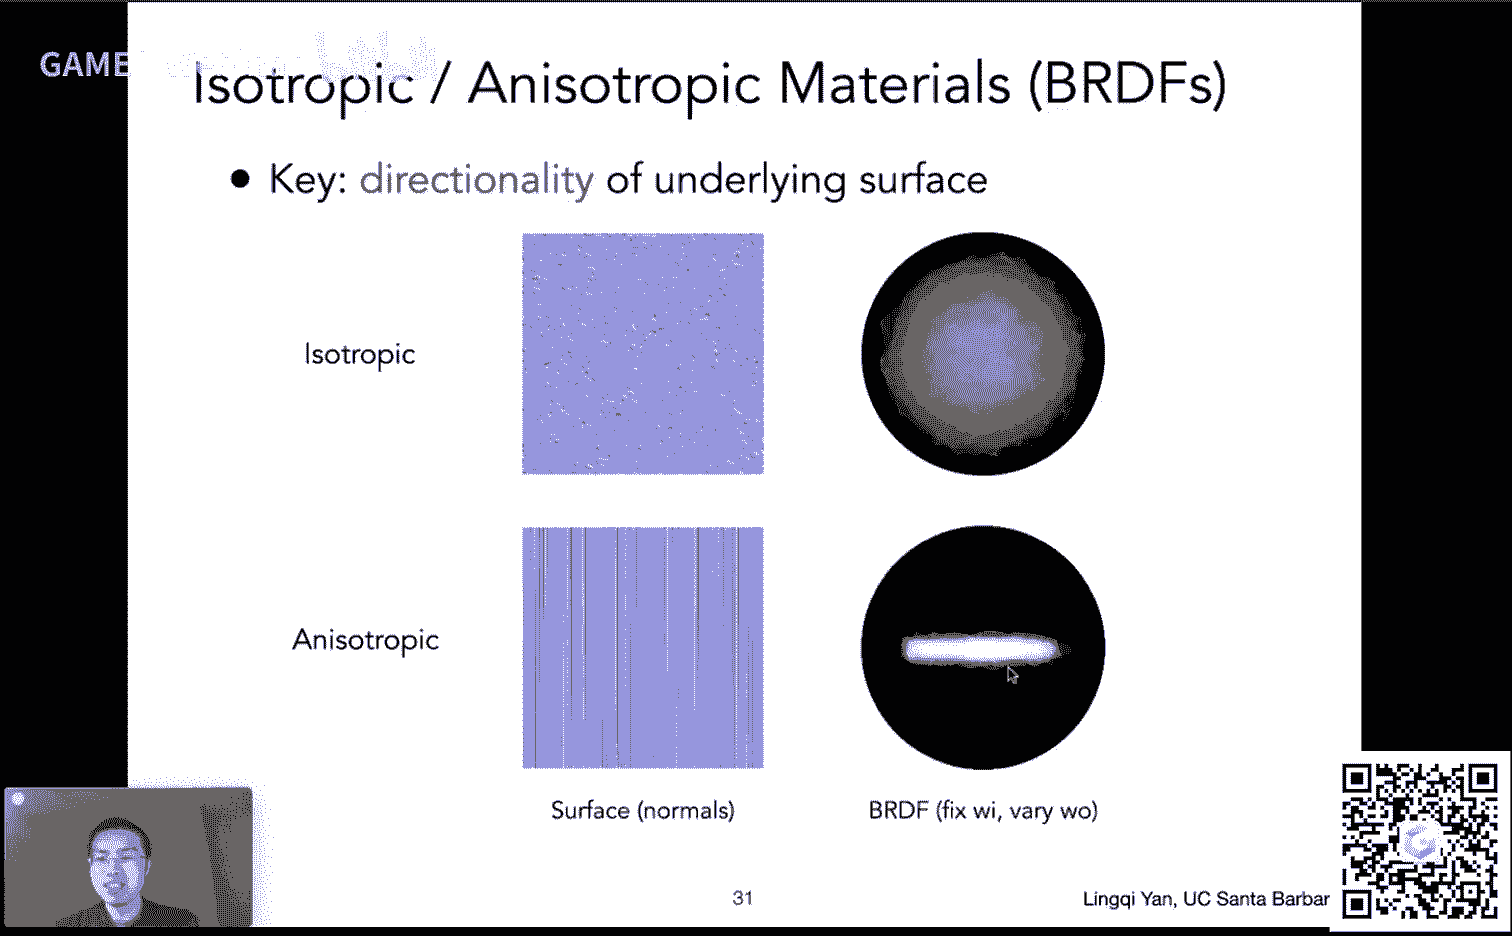 GAME
Isotropic / Anisotropic Materials (BRDFs)
● Key: directionality of underlying surface
Isotropic
Anisotropic
Surface (normals)
BRDF (fix wi, vary wo)
31
Lingqi Yan, UC Santa Barbar